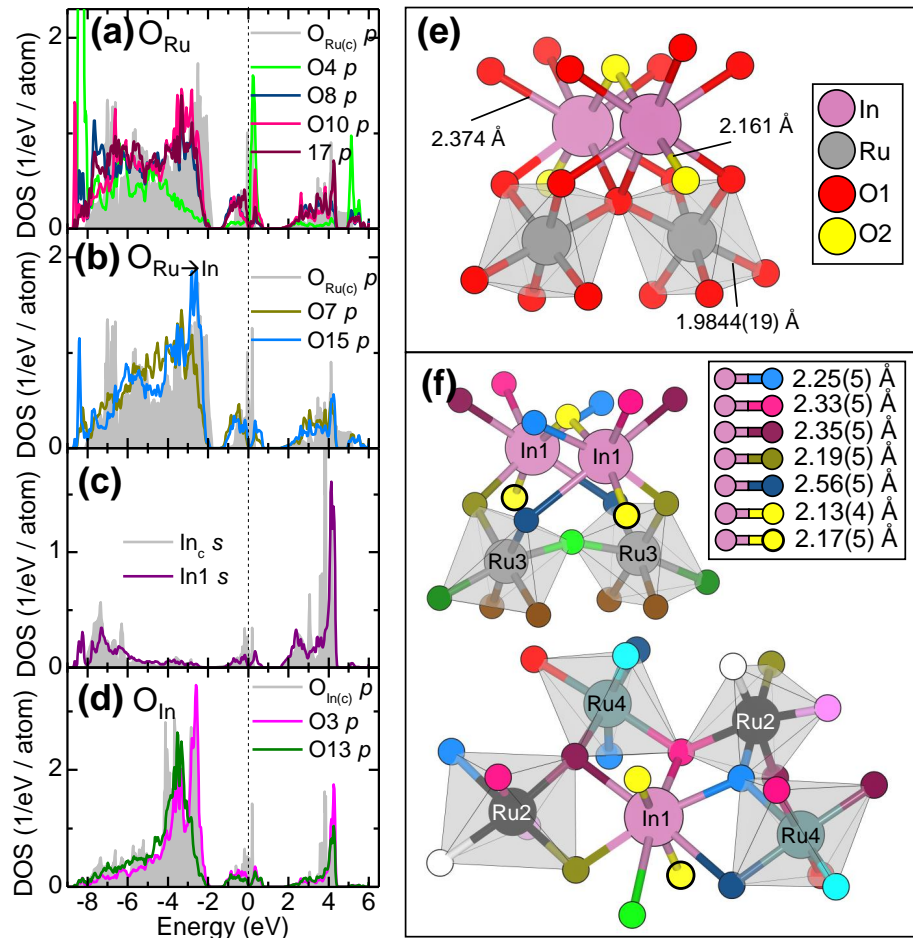 (a) O_Ru
O_Ru(c) p
O4 p
O8 p
O10 p
17 p
DOS (1/eV / atom)
2
1
0
(b) O_Ru→In
O_Ru(c) p
O7 p
O15 p
DOS (1/eV / atom)
2
1
0
(c)
In_c s
In1 s
DOS (1/eV / atom)
1
0
(d) O_In
O_In(c) p
O3 p
O13 p
DOS (1/eV / atom)
2
0
-8 -6 -4 -2 0 2 4 6
Energy (eV)
(e)
2.374 Å
2.161 Å
1.9844(19) Å
In
Ru
O1
O2
(f)
2.25(5) Å
2.33(5) Å
2.35(5) Å
2.19(5) Å
2.56(5) Å
2.13(4) Å
2.17(5) Å
In1 In1
Ru3 Ru3
Ru4
Ru2
Ru2
In1
Ru4